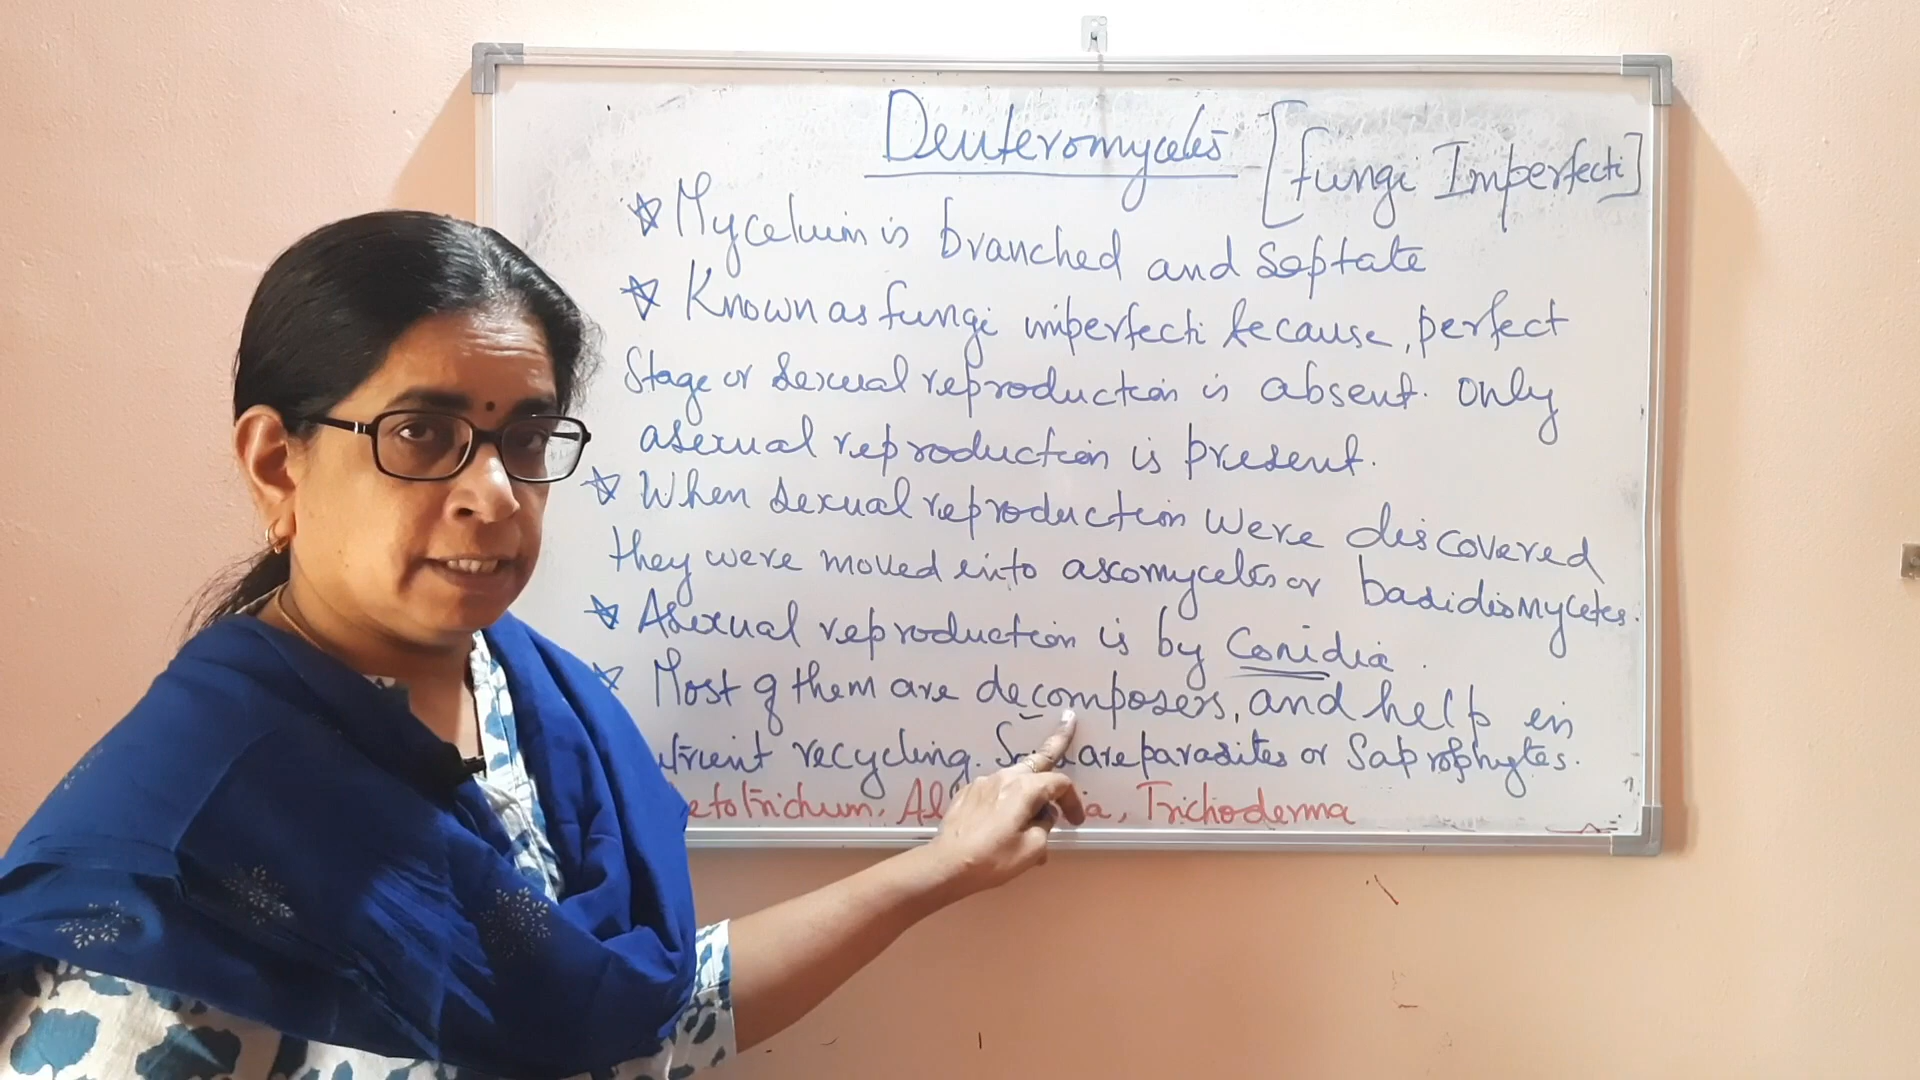 Deuteromycetes [Fungi Imperfecti]
☆ Mycelium is branched and Septate
☆ Known as fungi imperfecti because, perfect
Stage or Sexual reproduction is absent. Only
asexual reproduction is present.
☆ When Sexual reproduction were discovered
they were moved into ascomycetes or basidiomycetes.
☆ Asexual reproduction is by Conidia.
☆ Most of them are decomposers, and help in
recycling. are parasites or Saprophytes.
Trichoderma